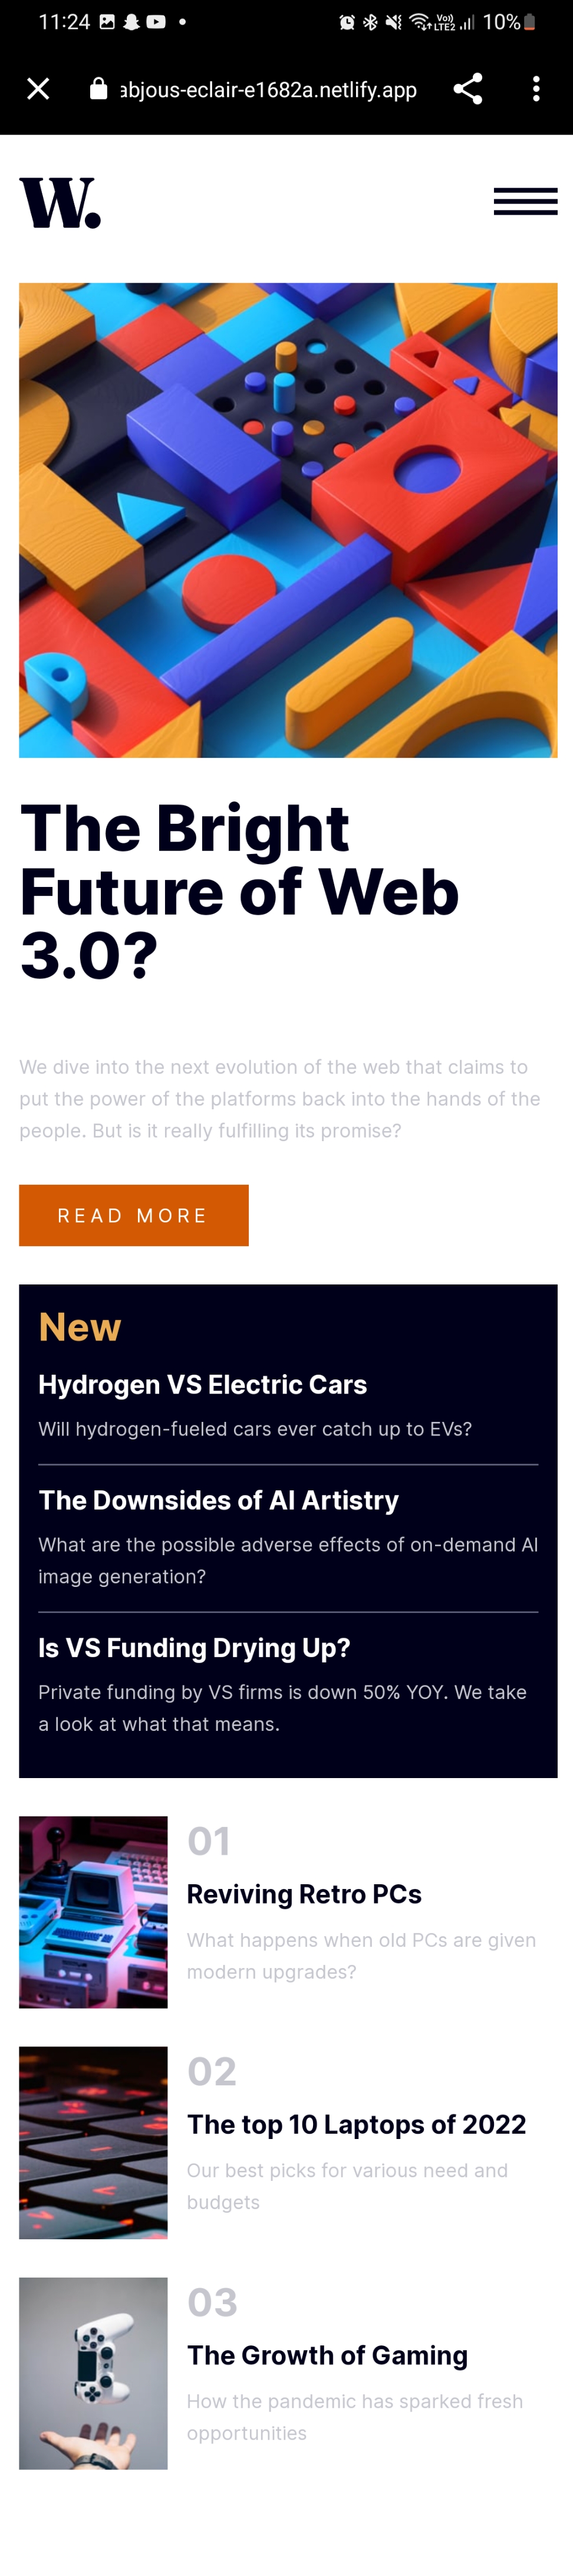 11:24
Vo))
LTE2
10%
abjous-eclair-e1682a.netlify.app
W.
The Bright
Future of Web
3.0?
We dive into the next evolution of the web that claims to
put the power of the platforms back into the hands of the
people. But is it really fulfilling its promise?
READ MORE
New
Hydrogen VS Electric Cars
Will hydrogen-fueled cars ever catch up to EVs?
The Downsides of AI Artistry
What are the possible adverse effects of on-demand AI
image generation?
Is VS Funding Drying Up?
Private funding by VS firms is down 50% YOY. We take
a look at what that means.
01
Reviving Retro PCs
What happens when old PCs are given
modern upgrades?
02
The top 10 Laptops of 2022
Our best picks for various need and
budgets
03
The Growth of Gaming
How the pandemic has sparked fresh
opportunities